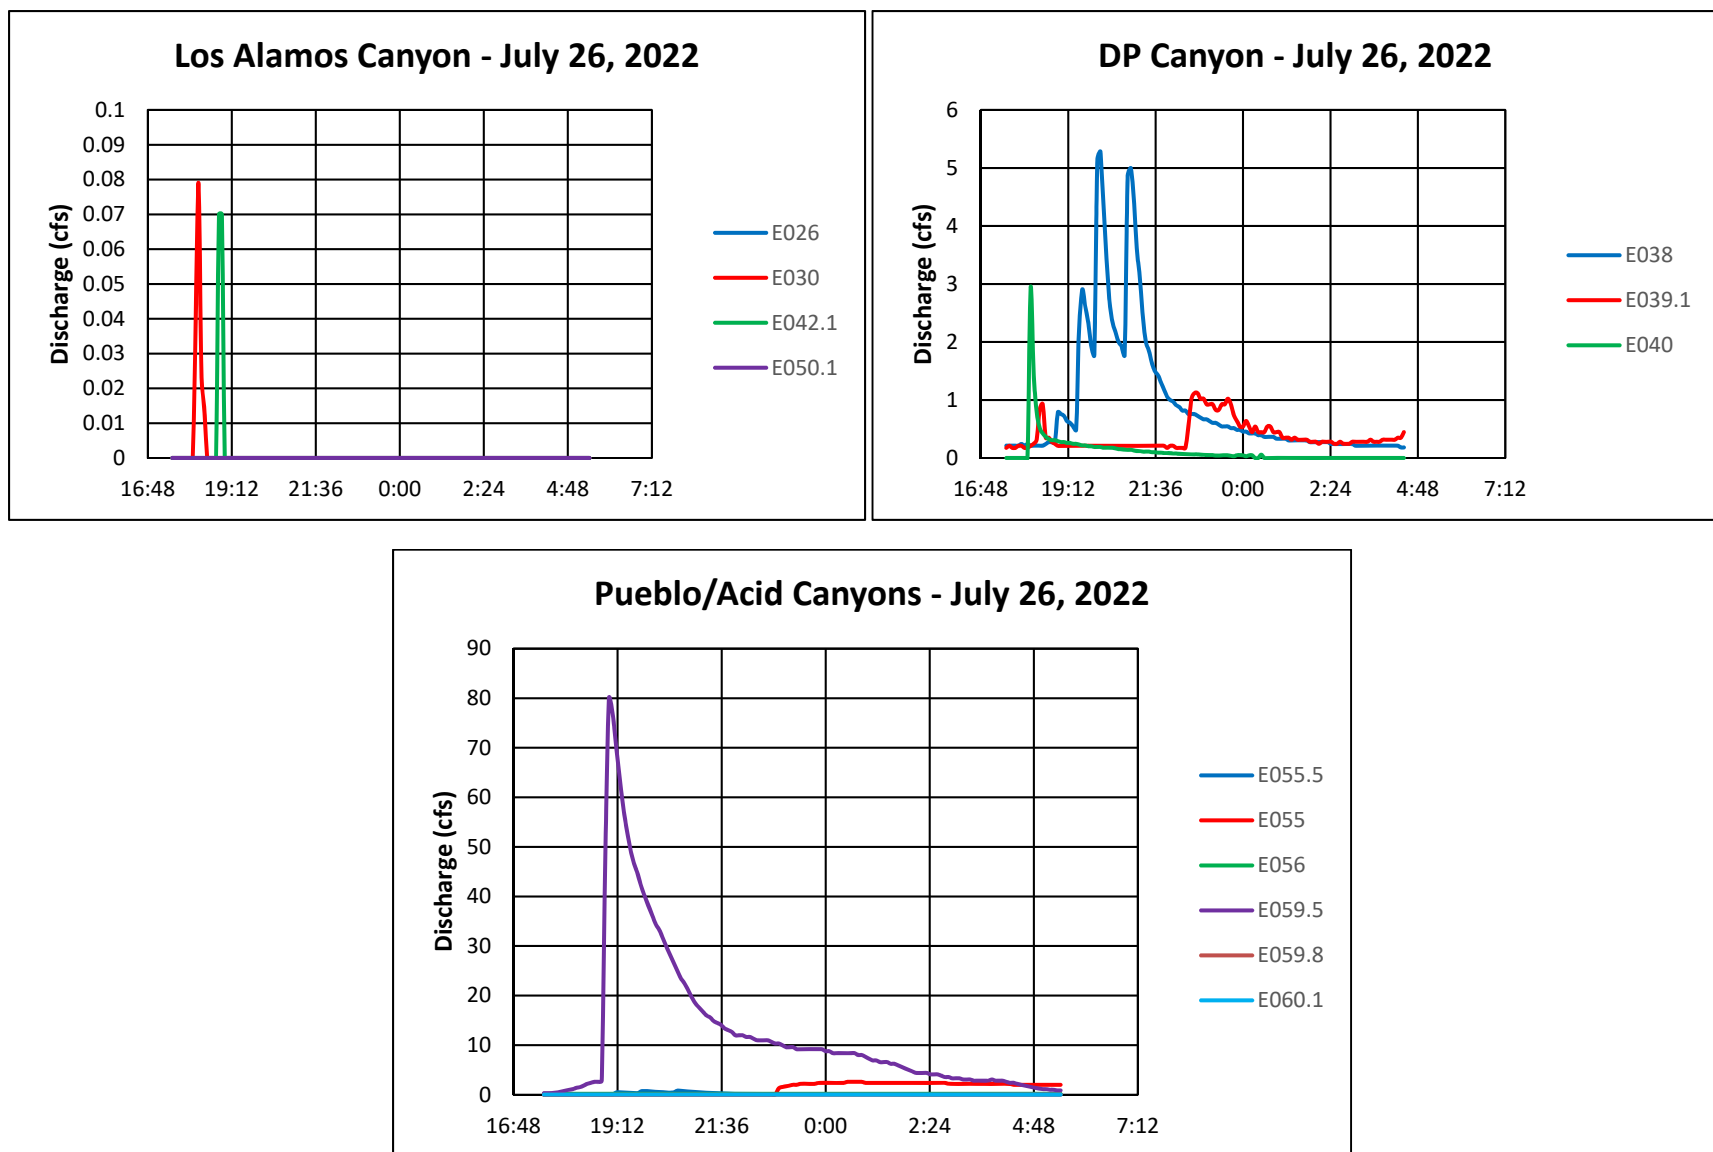 Los Alamos Canyon - July 26, 2022
Discharge (cfs)
0.1
0.09
0.08
0.07
0.06
0.05
0.04
0.03
0.02
0.01
0
16:48 19:12 21:36 0:00 2:24 4:48 7:12
E026
E030
E042.1
E050.1
DP Canyon - July 26, 2022
Discharge (cfs)
6
5
4
3
2
1
0
16:48 19:12 21:36 0:00 2:24 4:48 7:12
E038
E039.1
E040
Pueblo/Acid Canyons - July 26, 2022
Discharge (cfs)
90
80
70
60
50
40
30
20
10
0
16:48 19:12 21:36 0:00 2:24 4:48 7:12
E055.5
E055
E056
E059.5
E059.8
E060.1